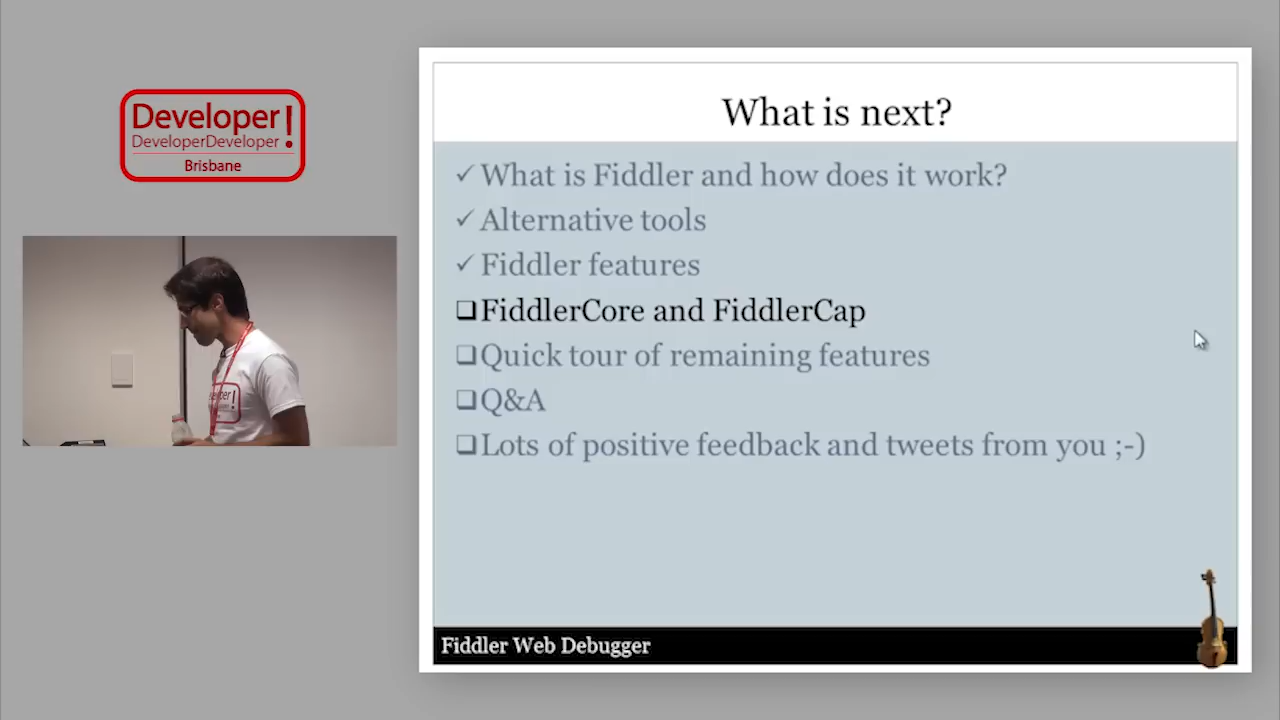 Developer!
DeveloperDeveloper
Brisbane
What is next?
✓ What is Fiddler and how does it work?
✓ Alternative tools
✓ Fiddler features
❑ FiddlerCore and FiddlerCap
❑ Quick tour of remaining features
❑ Q&A
❑ Lots of positive feedback and tweets from you ;-)
Fiddler Web Debugger